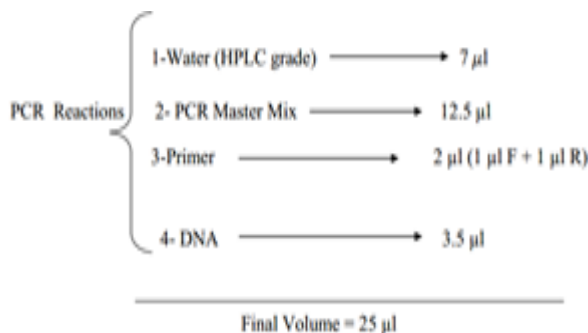 1-Water (HPLC grade) 7 µl
PCR Reactions
2- PCR Master Mix 12.5 µl
3-Primer 2 µl (1 µl F + 1 µl R)
4- DNA 3.5 µl
Final Volume = 25 µl